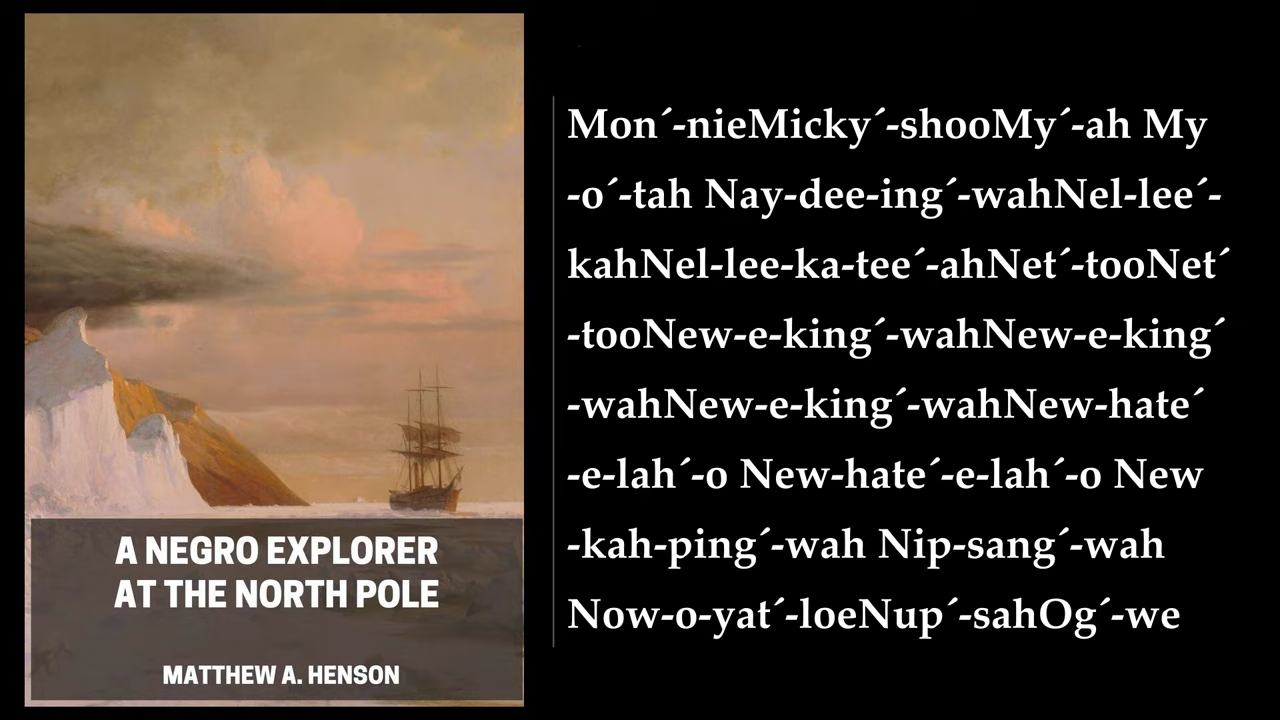 A NEGRO EXPLORER
AT THE NORTH POLE
MATTHEW A. HENSON
Mon´-nieMicky´-shooMy´-ah My
-o´-tah Nay-dee-ing´-wahNel-lee´-
kahNel-lee-ka-tee´-ahNet´-tooNet´
-tooNew-e-king´-wahNew-e-king´
-wahNew-e-king´-wahNew-hate´
-e-lah´-o New-hate´-e-lah´-o New
-kah-ping´-wah Nip-sang´-wah
Now-o-yat´-loeNup´-sahOg´-we